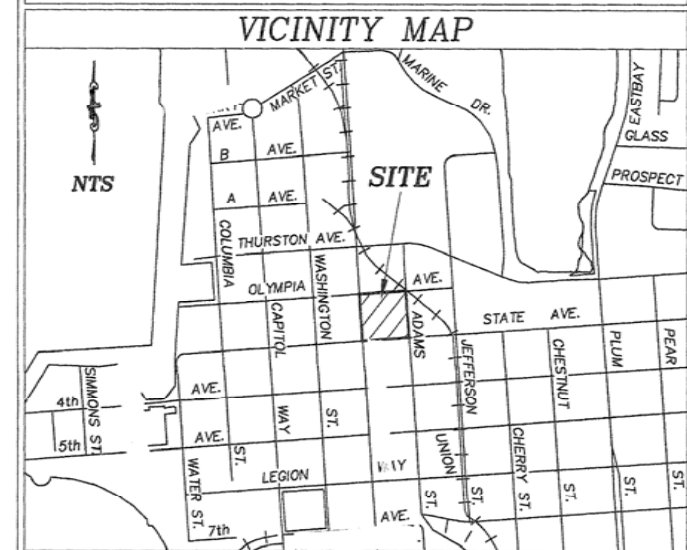 VICINITY MAP
NTS
MARKET ST.
MARINE DR.
EASTBAY
GLASS
PROSPECT
AVE.
B AVE.
A AVE.
SITE
COLUMBIA
THURSTON AVE.
WASHINGTON
OLYMPIA
AVE.
CAPITOL
ADAMS
STATE AVE.
JEFFERSON
CHESTNUT
PLUM
PEAR
SIMMONS ST.
4th
AVE.
5th
AVE.
WAY
ST.
ST.
UNION
CHERRY ST.
WATER ST.
LEGION
ST.
ST.
ST.
ST.
ST.
7th
AVE.